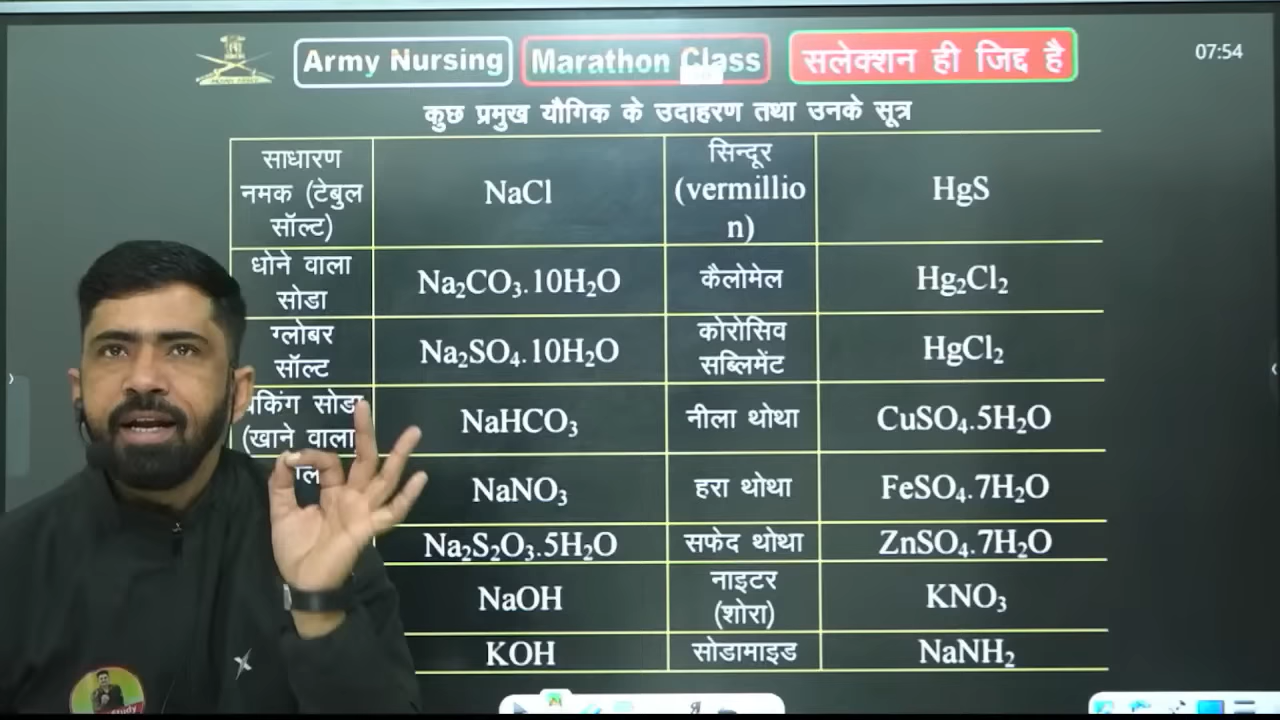 Army Nursing Marathon Class सलेक्शन ही जिद्द है 07:54
कुछ प्रमुख यौगिक के उदाहरण तथा उनके सूत्र
साधारण
नमक (टेबुल
सॉल्ट)
NaCl
सिन्दूर
(vermillio
n)
HgS
धोने वाला
सोडा
Na₂CO₃.10H₂O
कैलोमेल
Hg₂Cl₂
ग्लोबर
सॉल्ट
Na₂SO₄.10H₂O
कोरोसिव
सब्लिमेंट
HgCl₂
सोडा
(खाने वाला
NaHCO₃
नीला थोथा
CuSO₄.5H₂O
NaNO₃
हरा थोथा
FeSO₄.7H₂O
Na₂S₂O₃.5H₂O
सफेद थोथा
ZnSO₄.7H₂O
NaOH
नाइटर
(शोरा)
KNO₃
KOH
सोडामाइड
NaNH₂